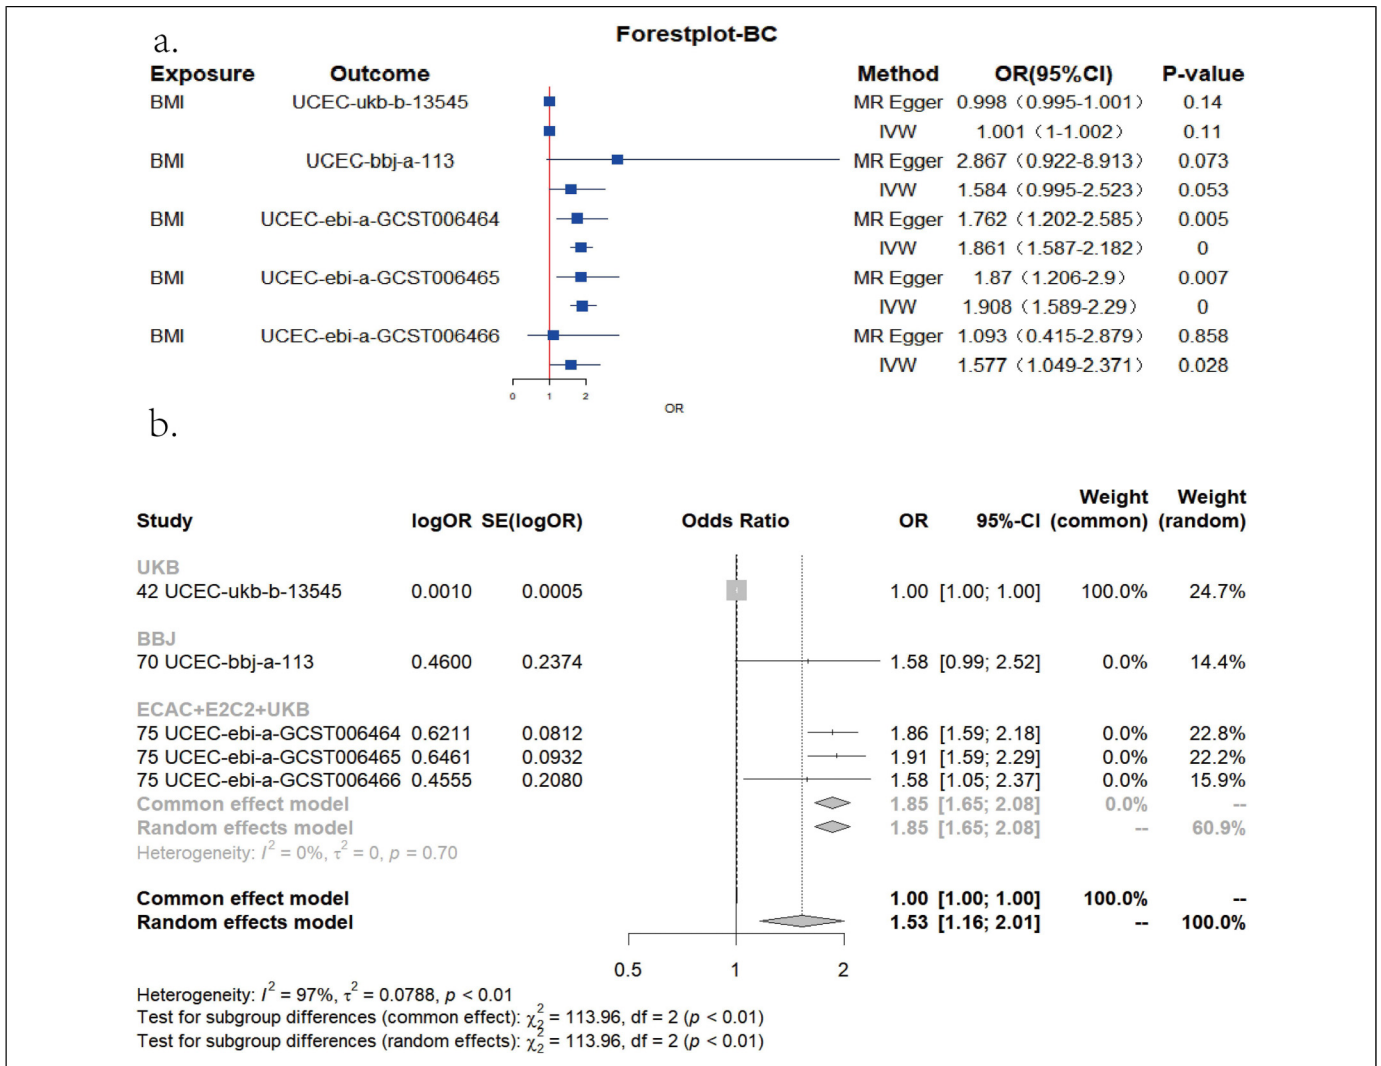 a.
Forestplot-BC
Exposure Outcome Method OR(95%CI) P-value
BMI UCEC-ukb-b-13545 MR Egger 0.998（0.995-1.001） 0.14
IVW 1.001（1-1.002） 0.11
BMI UCEC-bbj-a-113 MR Egger 2.867（0.922-8.913） 0.073
IVW 1.584（0.995-2.523） 0.053
BMI UCEC-ebi-a-GCST006464 MR Egger 1.762（1.202-2.585） 0.005
IVW 1.861（1.587-2.182） 0
BMI UCEC-ebi-a-GCST006465 MR Egger 1.87（1.206-2.9） 0.007
IVW 1.908（1.589-2.29） 0
BMI UCEC-ebi-a-GCST006466 MR Egger 1.093（0.415-2.879） 0.858
IVW 1.577（1.049-2.371） 0.028
0 1 2
OR
b.
Weight Weight
Study logOR SE(logOR) Odds Ratio OR 95%-CI (common) (random)
UKB
42 UCEC-ukb-b-13545 0.0010 0.0005 1.00 [1.00; 1.00] 100.0% 24.7%
BBJ
70 UCEC-bbj-a-113 0.4600 0.2374 1.58 [0.99; 2.52] 0.0% 14.4%
ECAC+E2C2+UKB
75 UCEC-ebi-a-GCST006464 0.6211 0.0812 1.86 [1.59; 2.18] 0.0% 22.8%
75 UCEC-ebi-a-GCST006465 0.6461 0.0932 1.91 [1.59; 2.29] 0.0% 22.2%
75 UCEC-ebi-a-GCST006466 0.4555 0.2080 1.58 [1.05; 2.37] 0.0% 15.9%
Common effect model 1.85 [1.65; 2.08] 0.0% --
Random effects model 1.85 [1.65; 2.08] -- 60.9%
Heterogeneity: I² = 0%, τ² = 0, p = 0.70
Common effect model 1.00 [1.00; 1.00] 100.0% --
Random effects model 1.53 [1.16; 2.01] -- 100.0%
0.5 1 2
Heterogeneity: I² = 97%, τ² = 0.0788, p < 0.01
Test for subgroup differences (common effect): χ₂² = 113.96, df = 2 (p < 0.01)
Test for subgroup differences (random effects): χ₂² = 113.96, df = 2 (p < 0.01)